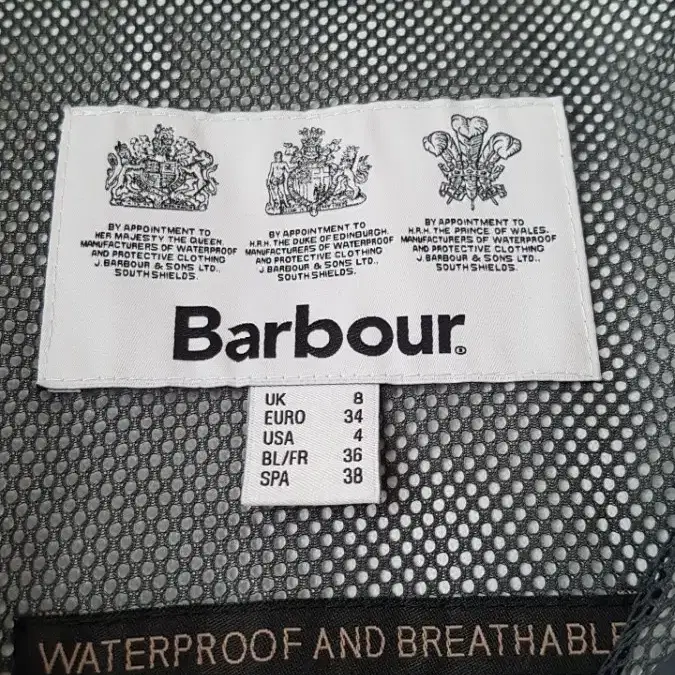 BY APPOINTMENT TO
HER MAJESTY THE QUEEN.
MANUFACTURERS OF WATERPROOF
AND PROTECTIVE CLOTHING
J. BARBOUR & SONS LTD.,
SOUTH SHIELDS.
BY APPOINTMENT TO
H.R.H. THE DUKE OF EDINBURGH.
MANUFACTURERS OF WATERPROOF
AND PROTECTIVE CLOTHING
J. BARBOUR & SONS LTD.,
SOUTH SHIELDS.
BY APPOINTMENT TO
H.R.H. THE PRINCE OF WALES.
MANUFACTURERS OF WATERPROOF
AND PROTECTIVE CLOTHING
J. BARBOUR & SONS LTD.,
SOUTH SHIELDS.
Barbour®
UK 8
EURO 34
USA 4
BL/FR 36
SPA 38
WATERPROOF AND BREATHABLE